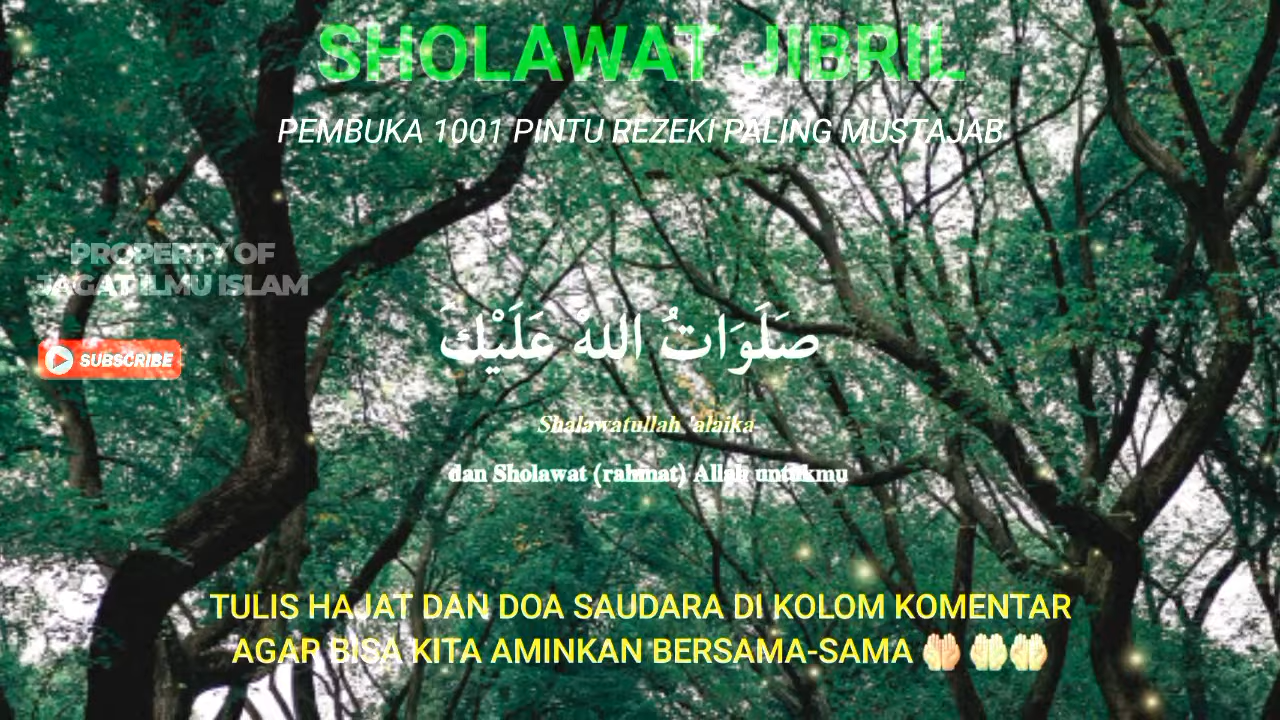 SHOLAWAT JIBRIL
PEMBUKA 1001 PINTU REZEKI PALING MUSTAJAB
PROPERTY OF
JAGAT ILMU ISLAM
SUBSCRIBE
صَلَوَاتُ اللهْ عَلَيْكَ
Shalawatullah 'alaika
dan Sholawat (rahmat) Allah untukmu
TULIS HAJAT DAN DOA SAUDARA DI KOLOM KOMENTAR
AGAR BISA KITA AMINKAN BERSAMA-SAMA 🤲🏻 🤲🏻🤲🏻